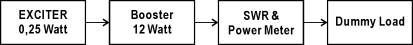 EXCITER
0,25 Watt
Booster
12 Watt
SWR &
Power Meter
Dummy Load